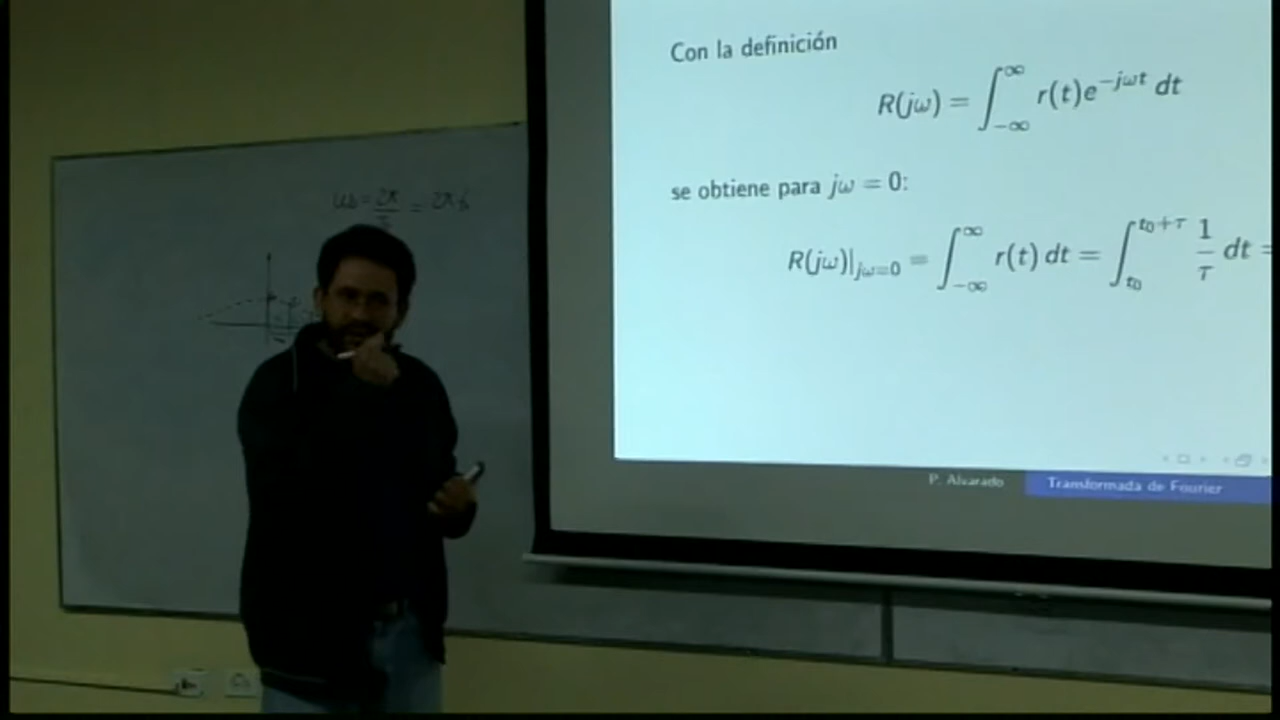 Con la definición
R(jω) = ∫_{-∞}^{∞} r(t)e^{-jωt} dt
se obtiene para jω = 0:
R(jω)|_{jω=0} = ∫_{-∞}^{∞} r(t) dt = ∫_{t₀}^{t₀+τ} 1/τ dt =
P. Alvarado Transformada de Fourier